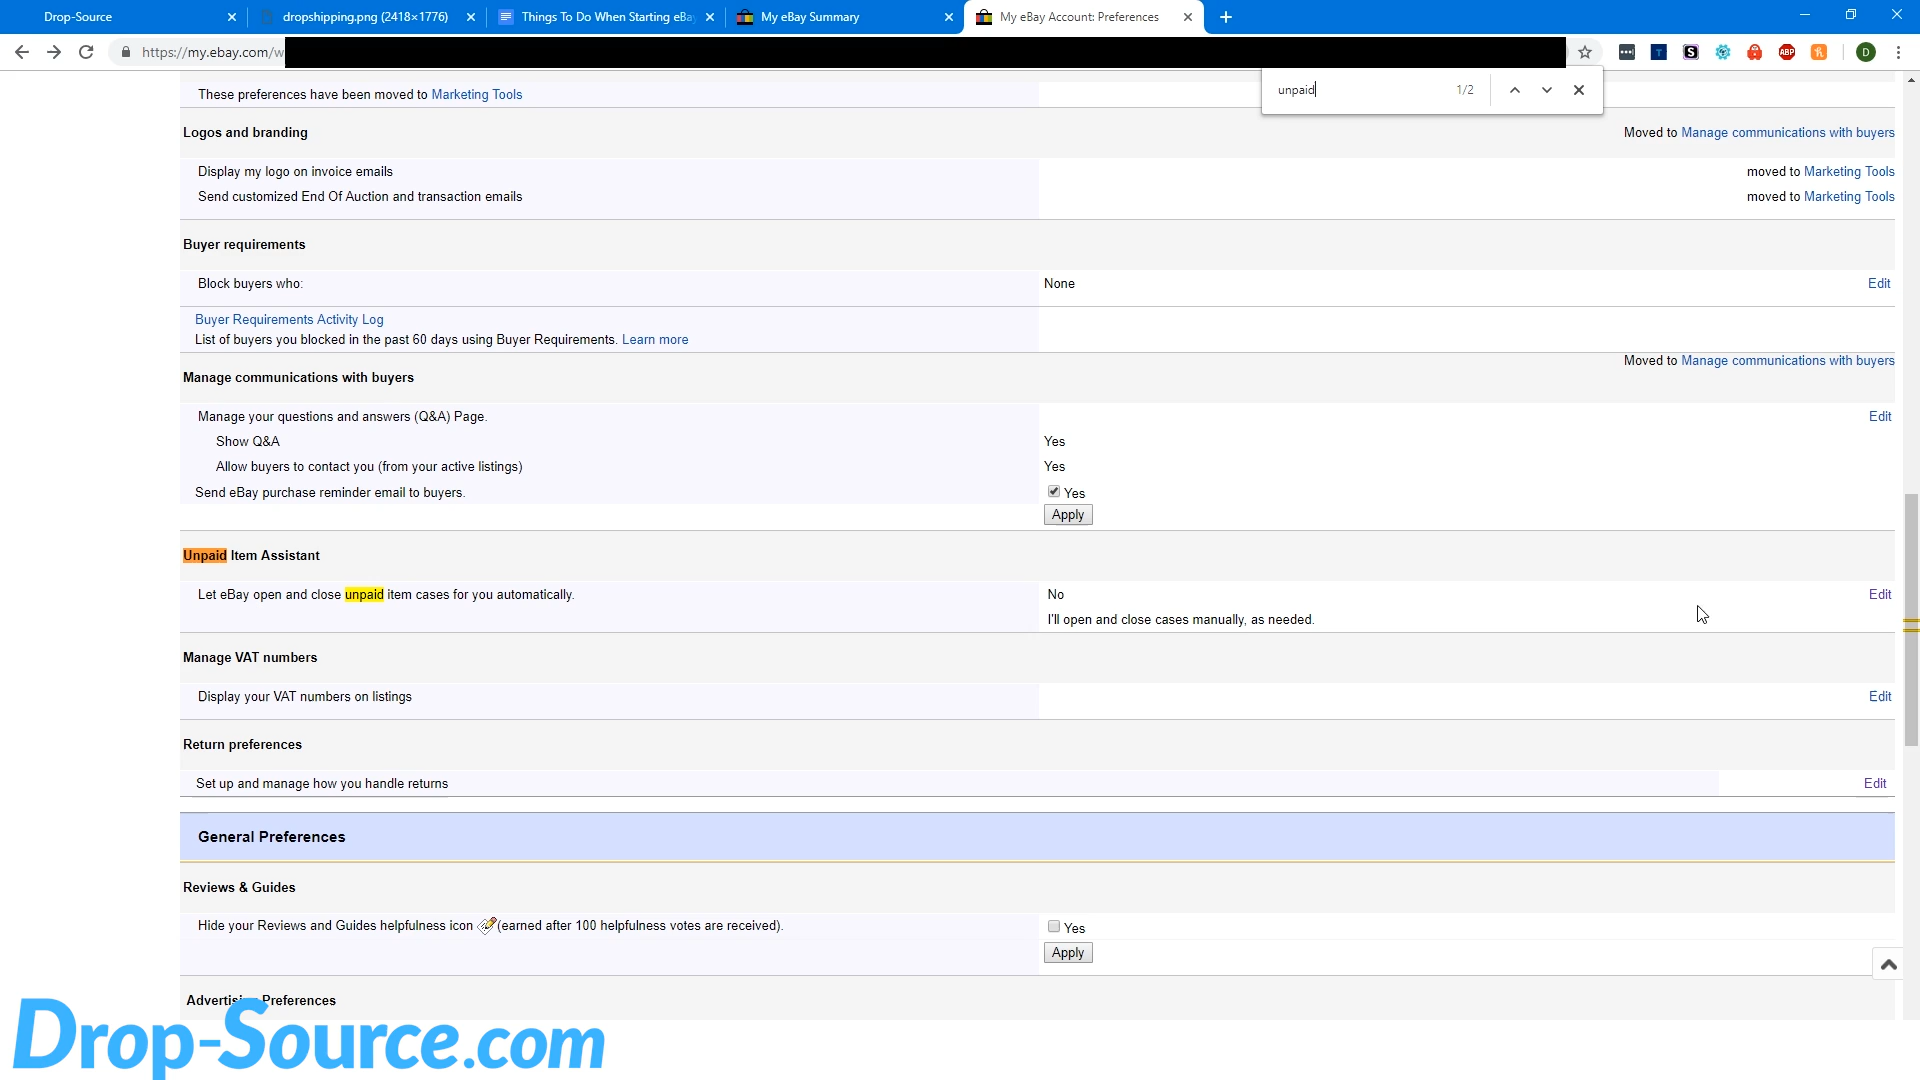 Drop-Source
dropshipping.png (2418×1776)
Things To Do When Starting eBay
My eBay Summary
My eBay Account: Preferences
https://my.ebay.com/w
D
unpaid
1/2
These preferences have been moved to Marketing Tools
Logos and branding
Moved to Manage communications with buyers
Display my logo on invoice emails
moved to Marketing Tools
Send customized End Of Auction and transaction emails
moved to Marketing Tools
Buyer requirements
Block buyers who:
None
Edit
Buyer Requirements Activity Log
List of buyers you blocked in the past 60 days using Buyer Requirements. Learn more
Moved to Manage communications with buyers
Manage communications with buyers
Manage your questions and answers (Q&A) Page.
Edit
Show Q&A
Yes
Allow buyers to contact you (from your active listings)
Yes
Send eBay purchase reminder email to buyers.
Yes
Apply
Unpaid Item Assistant
Let eBay open and close unpaid item cases for you automatically.
No
Edit
I'll open and close cases manually, as needed.
Manage VAT numbers
Display your VAT numbers on listings
Edit
Return preferences
Set up and manage how you handle returns
Edit
General Preferences
Reviews & Guides
Hide your Reviews and Guides helpfulness icon (earned after 100 helpfulness votes are received).
Yes
Apply
Advertising Preferences
Drop-Source.com